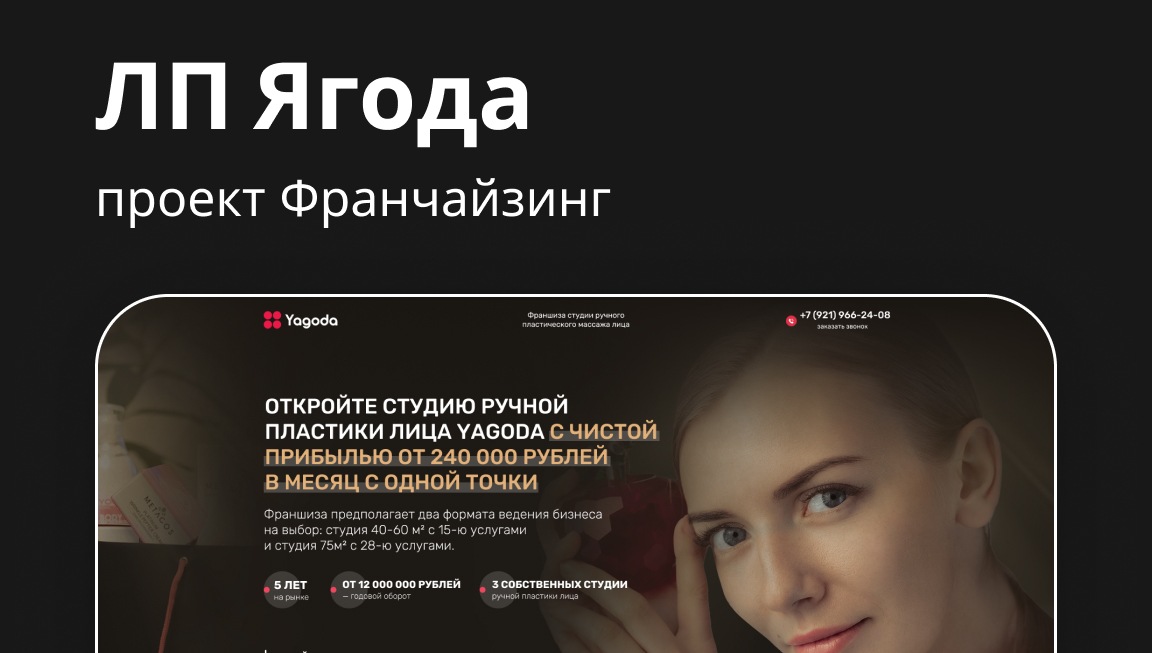 ЛП Ягода
проект Франчайзинг
Yagoda
Франшиза студии ручного
пластического массажа лица
+7 (921) 966-24-08
заказать звонок
ОТКРОЙТЕ СТУДИЮ РУЧНОЙ
ПЛАСТИКИ ЛИЦА YAGODA С ЧИСТОЙ
ПРИБЫЛЬЮ ОТ 240 000 РУБЛЕЙ
В МЕСЯЦ С ОДНОЙ ТОЧКИ
Франшиза предполагает два формата ведения бизнеса
на выбор: студия 40-60 м² с 15-ю услугами
и студия 75м² с 28-ю услугами.
5 ЛЕТ
на рынке
ОТ 12 000 000 РУБЛЕЙ
— годовой оборот
3 СОБСТВЕННЫХ СТУДИИ
ручной пластики лица